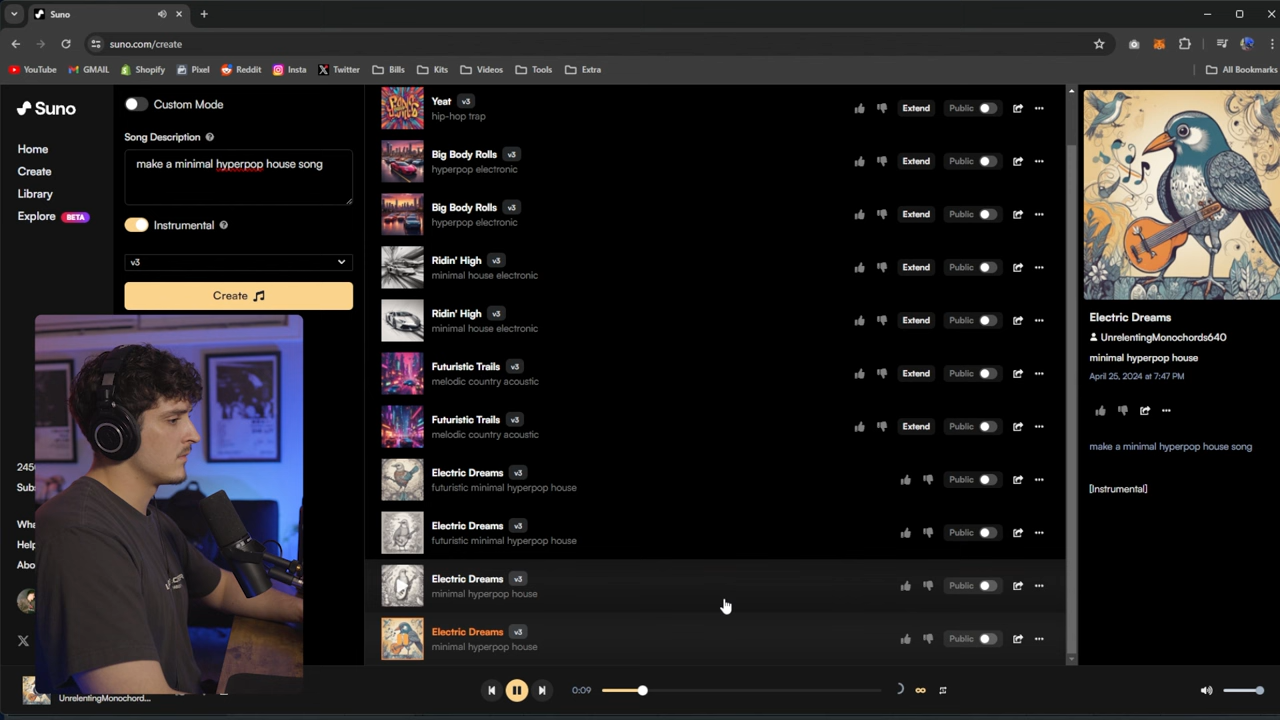 Suno
suno.com/create
YouTube
GMAIL
Shopify
Pixel
Reddit
Insta
Twitter
Bills
Kits
Videos
Tools
Extra
All Bookmarks
Suno
Home
Create
Library
Explore BETA
Custom Mode
Song Description
make a minimal hyperpop house song
Instrumental
v3
Create
Yeat v3
hip-hop trap
Extend Public
Big Body Rolls v3
hyperpop electronic
Extend Public
Big Body Rolls v3
hyperpop electronic
Extend Public
Ridin' High v3
minimal house electronic
Extend Public
Ridin' High v3
minimal house electronic
Extend Public
Futuristic Trails v3
melodic country acoustic
Extend Public
Futuristic Trails v3
melodic country acoustic
Extend Public
Electric Dreams v3
futuristic minimal hyperpop house
Public
Electric Dreams v3
futuristic minimal hyperpop house
Public
Electric Dreams v3
minimal hyperpop house
Public
Electric Dreams v3
minimal hyperpop house
Public
Electric Dreams
UnrelentingMonochords640
minimal hyperpop house
April 25, 2024 at 7:47 PM
make a minimal hyperpop house song
[Instrumental]
UnrelentingMonochord...
0:09